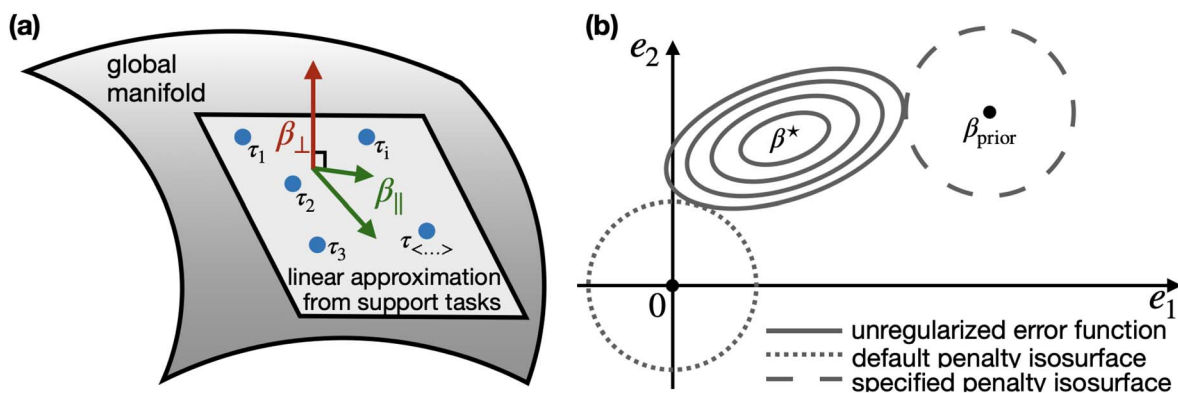 (a)
global
manifold
β⊥
τ1
τi
τ2
β∥
τ3
τ<...>
linear approximation
from support tasks
(b)
e2
β⋆
βprior
0
e1
unregularized error function
default penalty isosurface
specified penalty isosurface